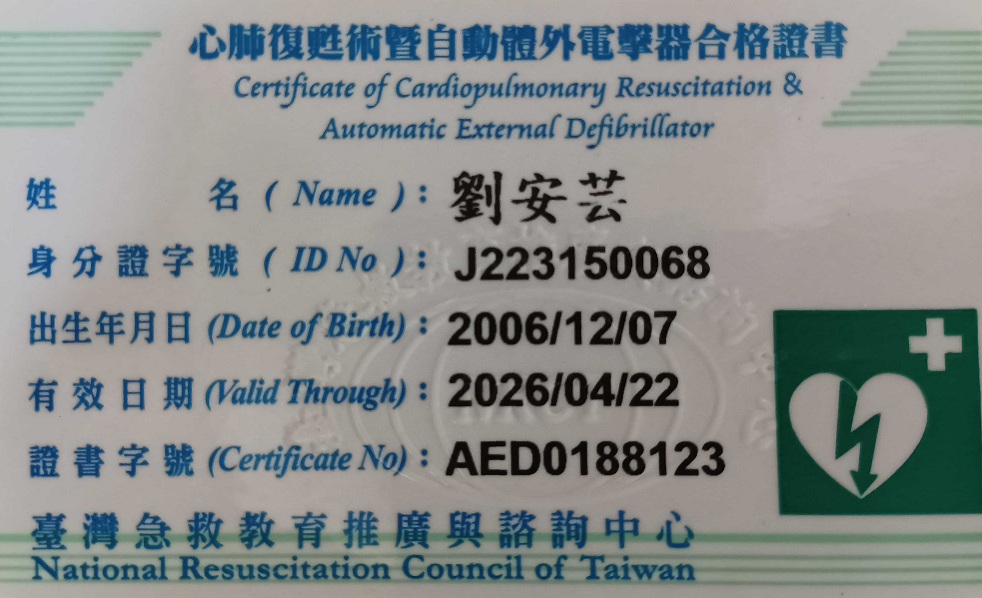 心肺復甦術暨自動體外電擊器合格證書
Certificate of Cardiopulmonary Resuscitation &
Automatic External Defibrillator
姓名 ( Name ) : 劉安芸
身分證字號 ( ID No ) : J223150068
出生年月日 (Date of Birth) : 2006/12/07
有效日期 (Valid Through) : 2026/04/22
證書字號 (Certificate No) : AED0188123
臺灣急救教育推廣與諮詢中心
National Resuscitation Council of Taiwan